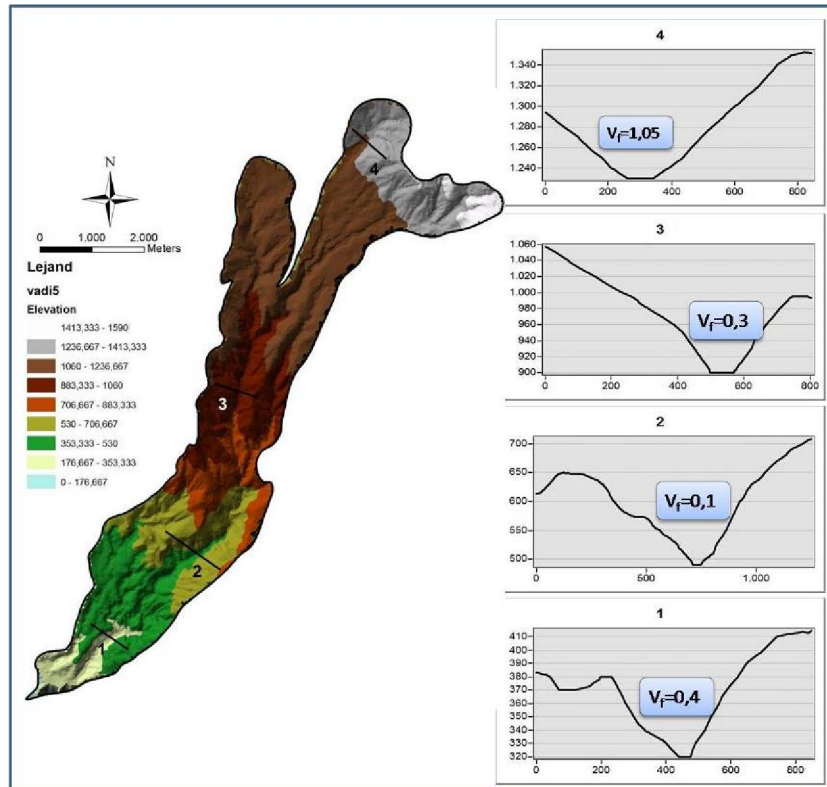 N
0 1,000 2.000
Meters
Lejand
vadi5
Elevation
1413,333 - 1590
1236,667 - 1413,333
1060 - 1236,667
883,333 - 1060
706,667 - 883,333
530 - 706,667
353,333 - 530
176,667 - 353,333
0 - 176,667
4
3
2
1
4
1.340
1.300
1.280
1.260
1.240
Vf=1,05
0 200 400 600 800
3
1.060
1.040
1.020
1.000
980
960
940
920
900
Vf=0,3
0 200 400 600 800
2
700
650
600
550
500
Vf=0,1
0 500 1.000
1
410
400
390
380
370
360
350
340
330
320
Vf=0,4
0 200 400 600 800